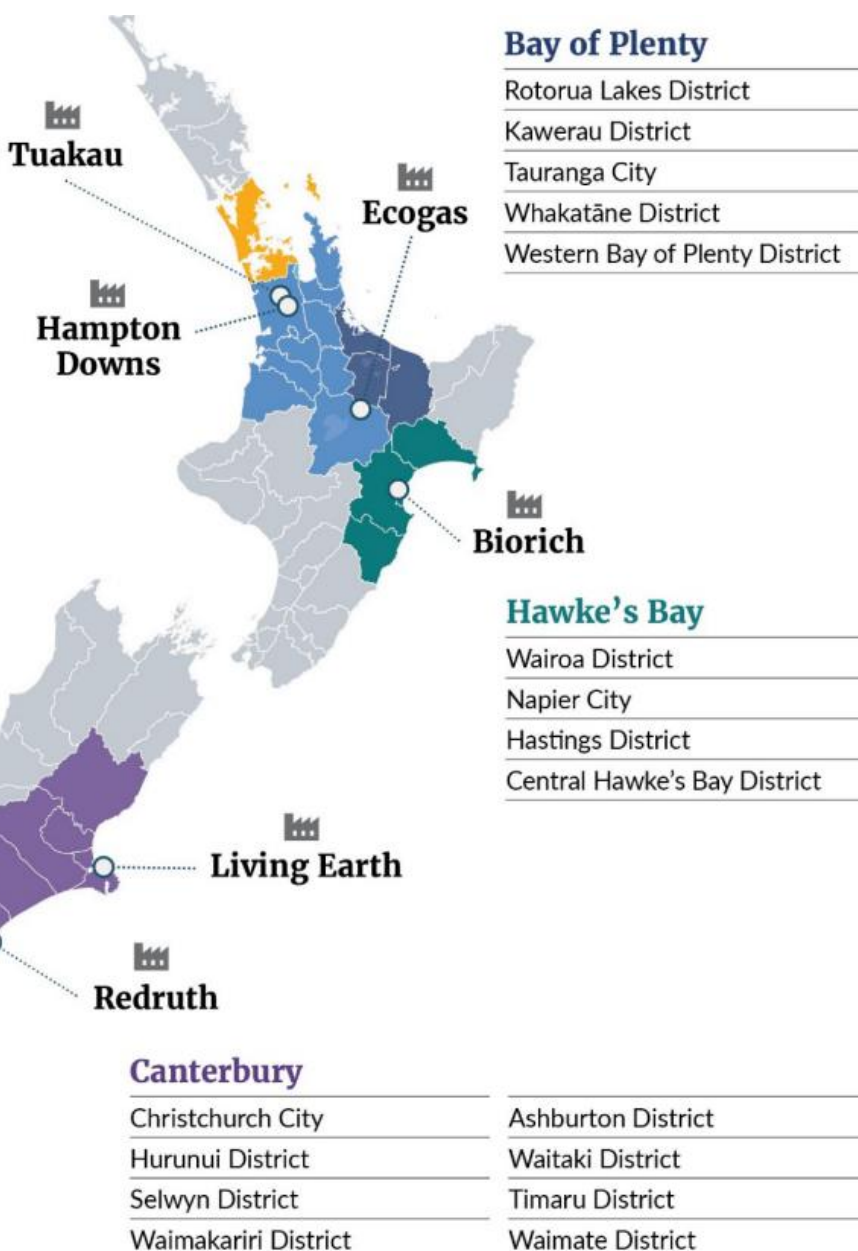 Bay of Plenty
Rotorua Lakes District
Kawerau District
Tauranga City
Whakatāne District
Western Bay of Plenty District
Tuakau
Ecogas
Hampton
Downs
Biorich
Hawke's Bay
Wairoa District
Napier City
Hastings District
Central Hawke's Bay District
Living Earth
Redruth
Canterbury
Christchurch City
Hurunui District
Selwyn District
Waimakariri District
Ashburton District
Waitaki District
Timaru District
Waimate District